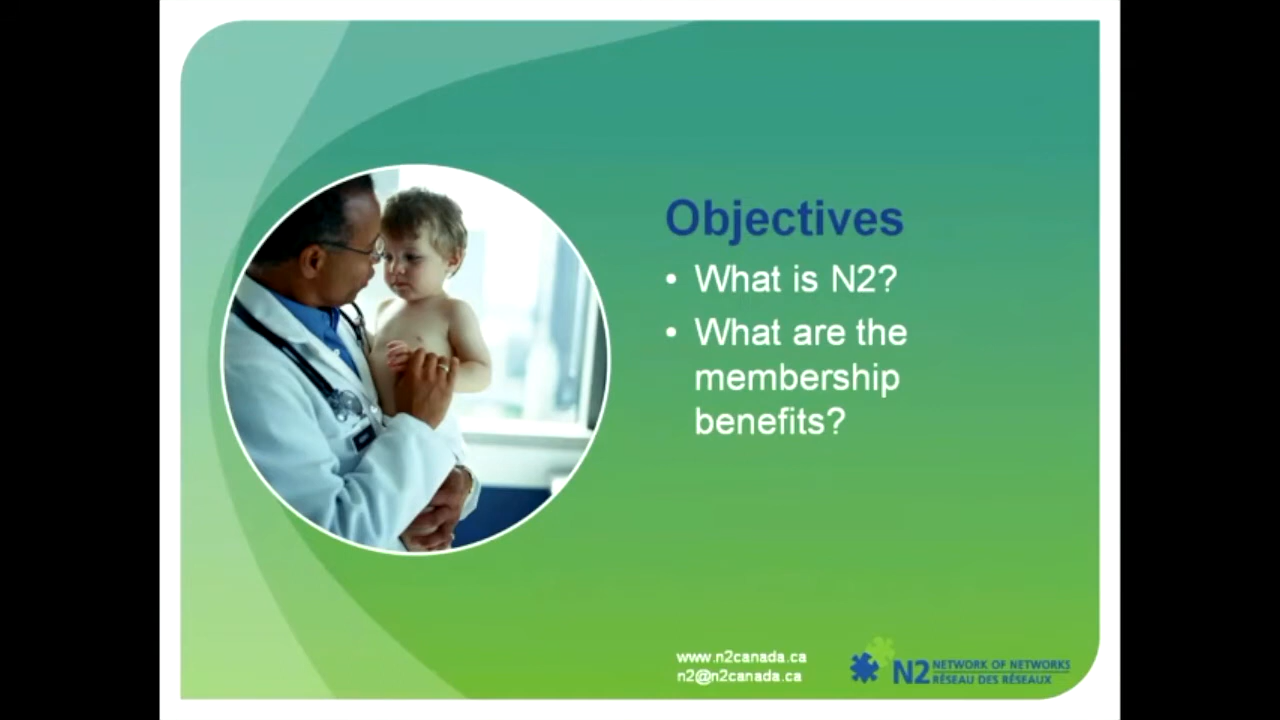 Objectives
• What is N2?
• What are the
membership
benefits?
www.n2canada.ca
n2@n2canada.ca
N2 NETWORK OF NETWORKS
RÉSEAU DES RÉSEAUX